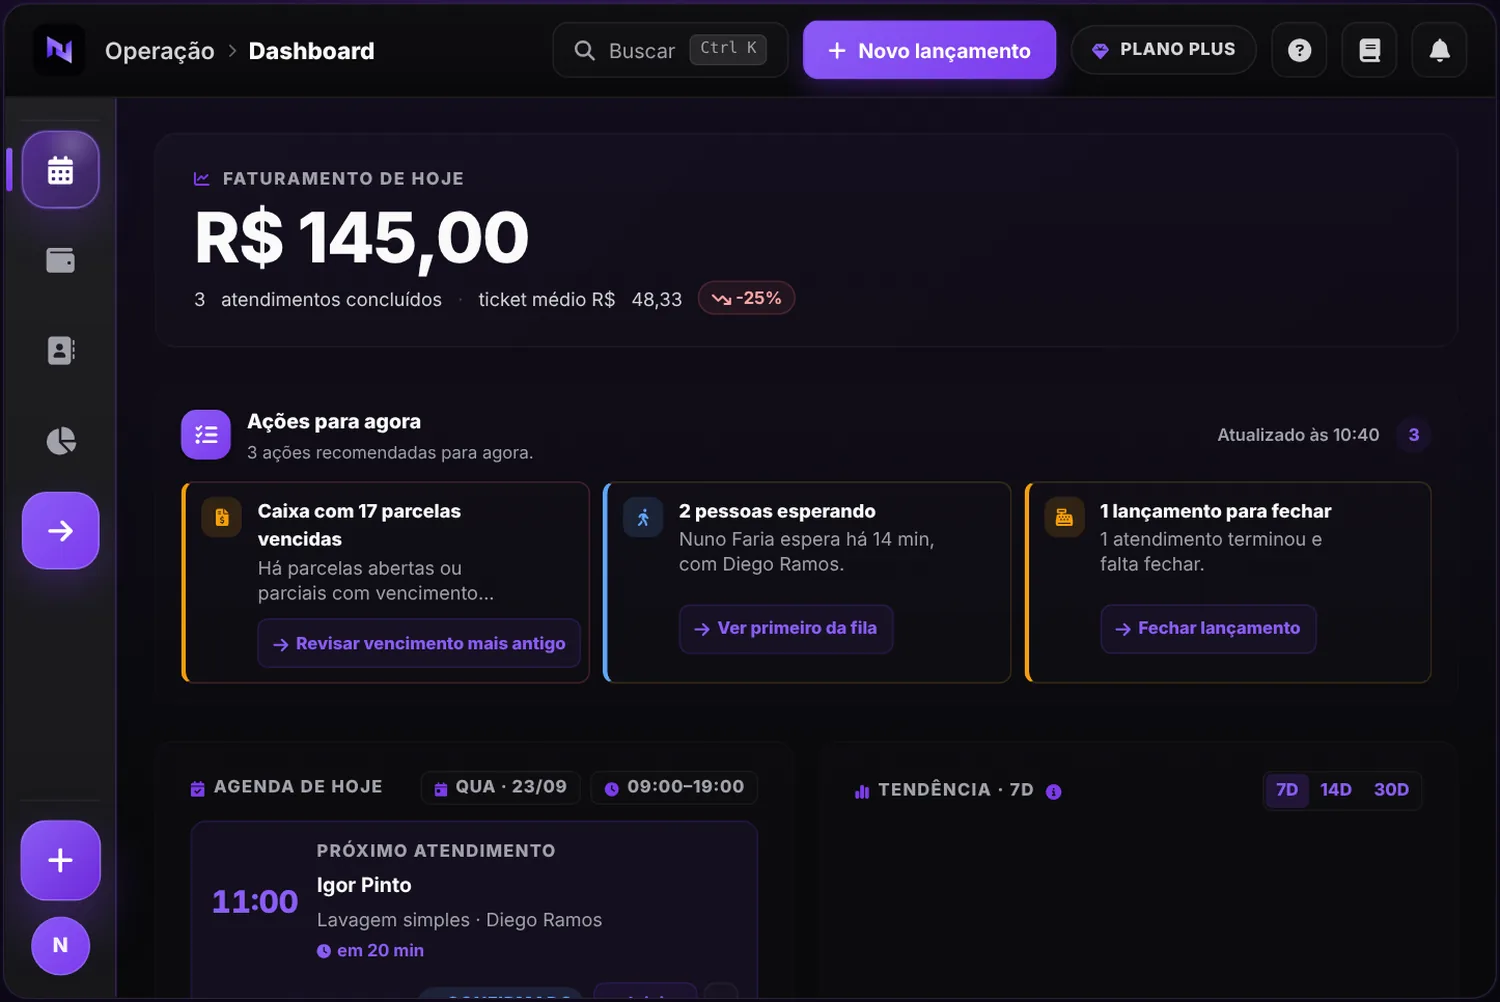 Operação > Dashboard
Buscar Ctrl K
+ Novo lançamento
PLANO PLUS
FATURAMENTO DE HOJE
R$ 145,00
3 atendimentos concluídos · ticket médio R$ 48,33 -25%
Ações para agora
3 ações recomendadas para agora.
Atualizado às 10:40 3
Caixa com 17 parcelas
vencidas
Há parcelas abertas ou
parciais com vencimento...
→ Revisar vencimento mais antigo
2 pessoas esperando
Nuno Faria espera há 14 min,
com Diego Ramos.
→ Ver primeiro da fila
1 lançamento para fechar
1 atendimento terminou e
falta fechar.
→ Fechar lançamento
AGENDA DE HOJE
QUA · 23/09
09:00–19:00
PRÓXIMO ATENDIMENTO
11:00
Igor Pinto
Lavagem simples · Diego Ramos
em 20 min
TENDÊNCIA · 7D
7D 14D 30D
N